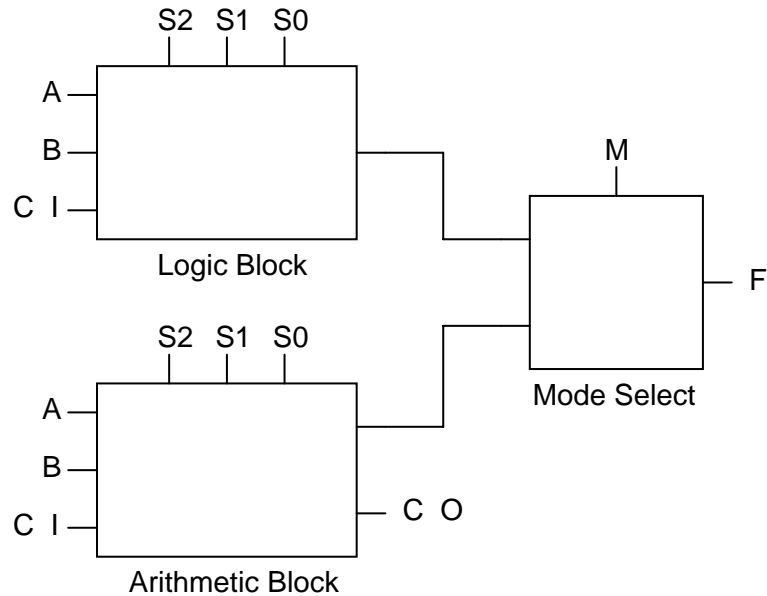 S2 S1 S0
A
B
C I
Logic Block
M
F
Mode Select
S2 S1 S0
A
B
C I
C O
Arithmetic Block